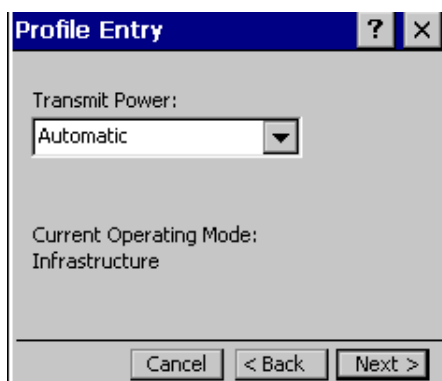 Profile Entry ? ×
Transmit Power:
Automatic
Current Operating Mode:
Infrastructure
Cancel < Back Next >